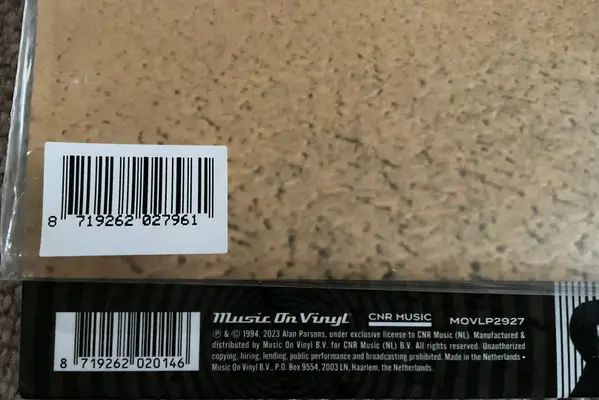 8 719262 027961
Music On Vinyl
CNR MUSIC
MOVLP2927
℗ & © 1994, 2023 Alan Parsons, under exclusive license to CNR Music (NL). Manufactured &
distributed by Music On Vinyl B.V. for CNR Music (NL) B.V. All rights reserved. Unauthorized
copying, hiring, lending, public performance and broadcasting prohibited. Made in the Netherlands •
Music On Vinyl B.V., P.O. Box 9554, 2003 LN, Haarlem, the Netherlands.
8 719262 020146